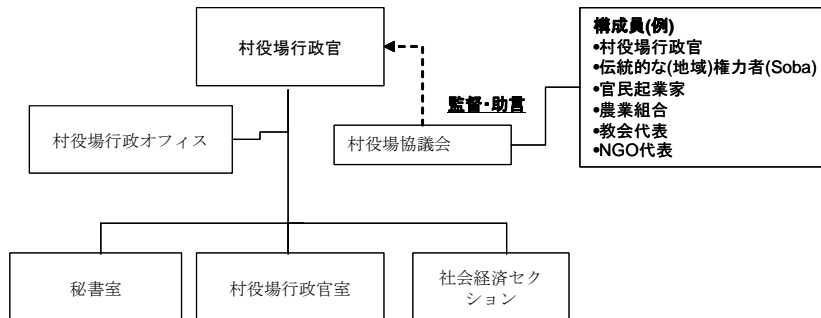 村役場行政官
構成員(例)
•村役場行政官
•伝統的な(地域)権力者(Soba)
•官民起業家
•農業組合
•教会代表
•NGO代表
監督・助言
村役場行政オフィス
村役場協議会
秘書室
村役場行政官室
社会経済セク
ション